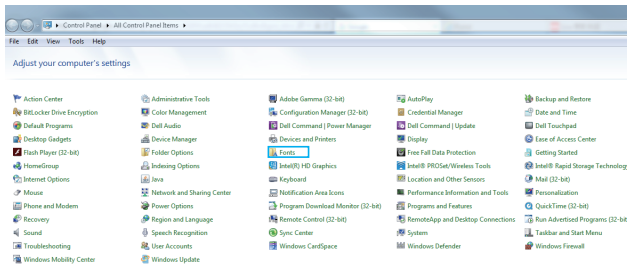 Control Panel ▸ All Control Panel Items ▸
File Edit View Tools Help
Adjust your computer's settings
Action Center Administrative Tools Adobe Gamma (32-bit) AutoPlay Backup and Restore
BitLocker Drive Encryption Color Management Configuration Manager (32-bit) Credential Manager Date and Time
Default Programs Dell Audio Dell Command | Power Manager Dell Command | Update Dell Touchpad
Desktop Gadgets Device Manager Devices and Printers Display Ease of Access Center
Flash Player (32-bit) Folder Options Fonts Free Fall Data Protection Getting Started
HomeGroup Indexing Options Intel(R) HD Graphics Intel® PROSet/Wireless Tools Intel® Rapid Storage Technology
Internet Options Java Keyboard Location and Other Sensors Mail (32-bit)
Mouse Network and Sharing Center Notification Area Icons Performance Information and Tools Personalization
Phone and Modem Power Options Program Download Monitor (32-bit) Programs and Features QuickTime (32-bit)
Recovery Region and Language Remote Control (32-bit) RemoteApp and Desktop Connections Run Advertised Programs (32-bit
Sound Speech Recognition Sync Center System Taskbar and Start Menu
Troubleshooting User Accounts Windows CardSpace Windows Defender Windows Firewall
Windows Mobility Center Windows Update